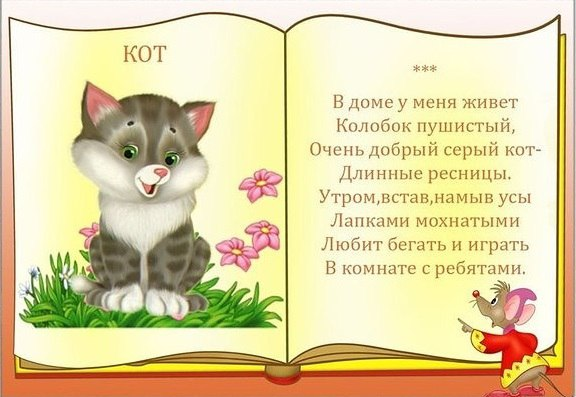 КОТ
***
В доме у меня живет
Колобок пушистый,
Очень добрый серый кот-
Длинные ресницы.
Утром,встав,намыв усы
Лапками мохнатыми
Любит бегать и играть
В комнате с ребятами.